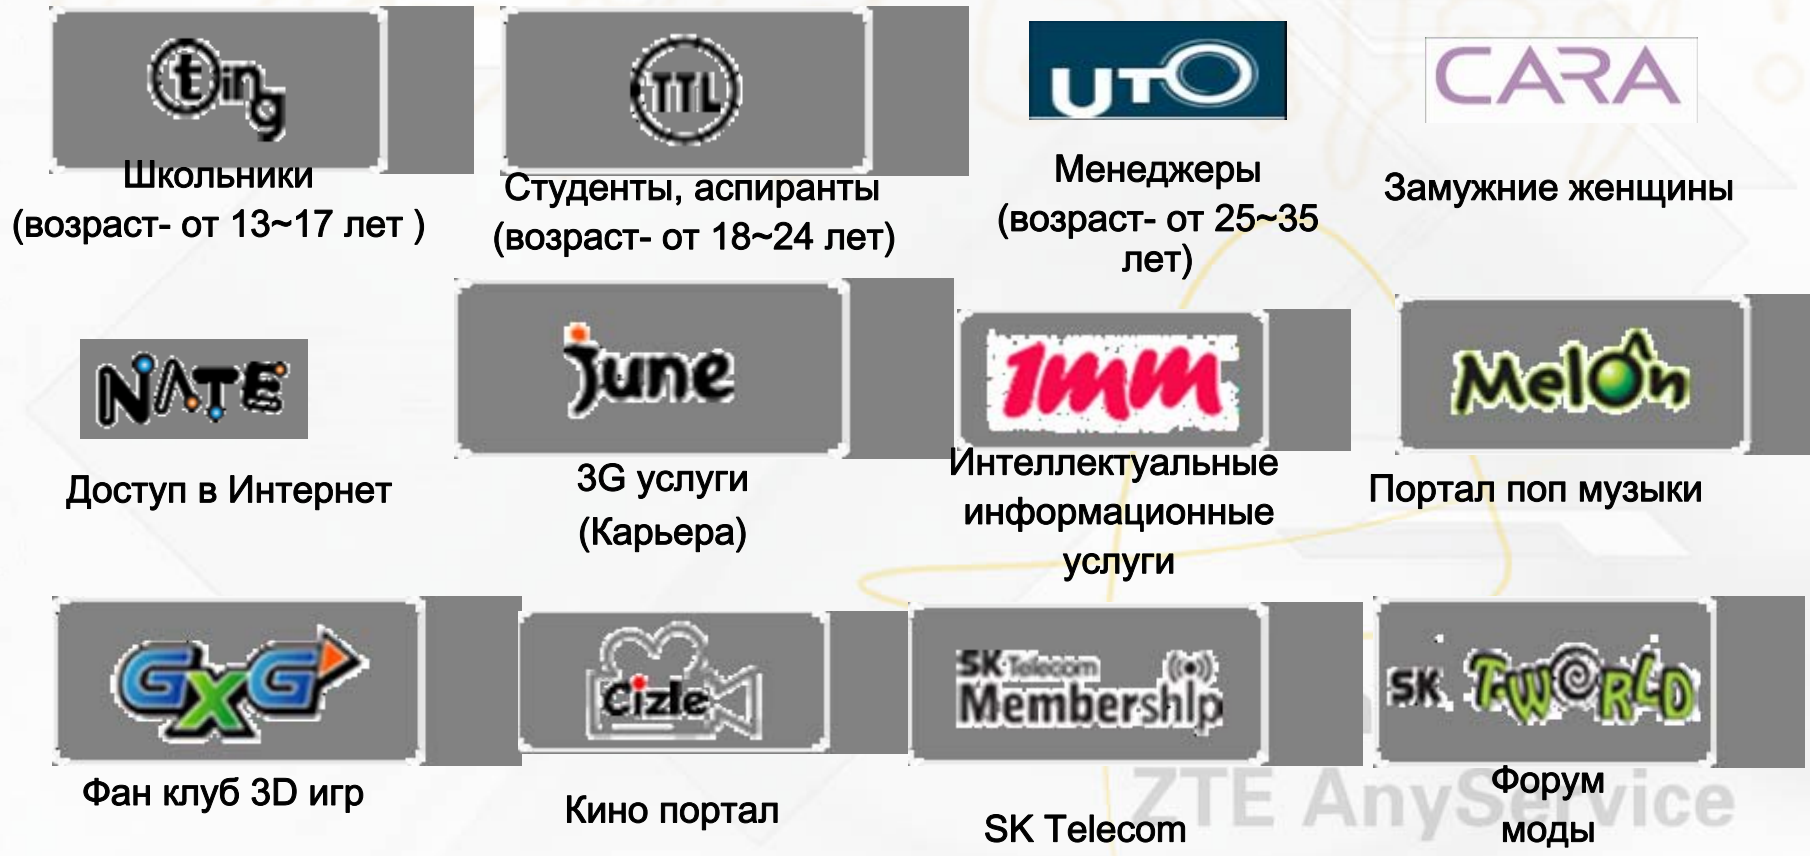 ting
TTL
UTO
CARA
Школьники
(возраст- от 13~17 лет )
Студенты, аспиранты
(возраст- от 18~24 лет)
Менеджеры
(возраст- от 25~35
лет)
Замужние женщины
NATE
June
1mm
Melon
Доступ в Интернет
3G услуги
(Карьера)
Интеллектуальные
информационные
услуги
Портал поп музыки
GXG
Cizle
SK Telecom
Membership
SK T-WORLD
Фан клуб 3D игр
Кино портал
SK Telecom
Форум
моды
ZTE AnyService